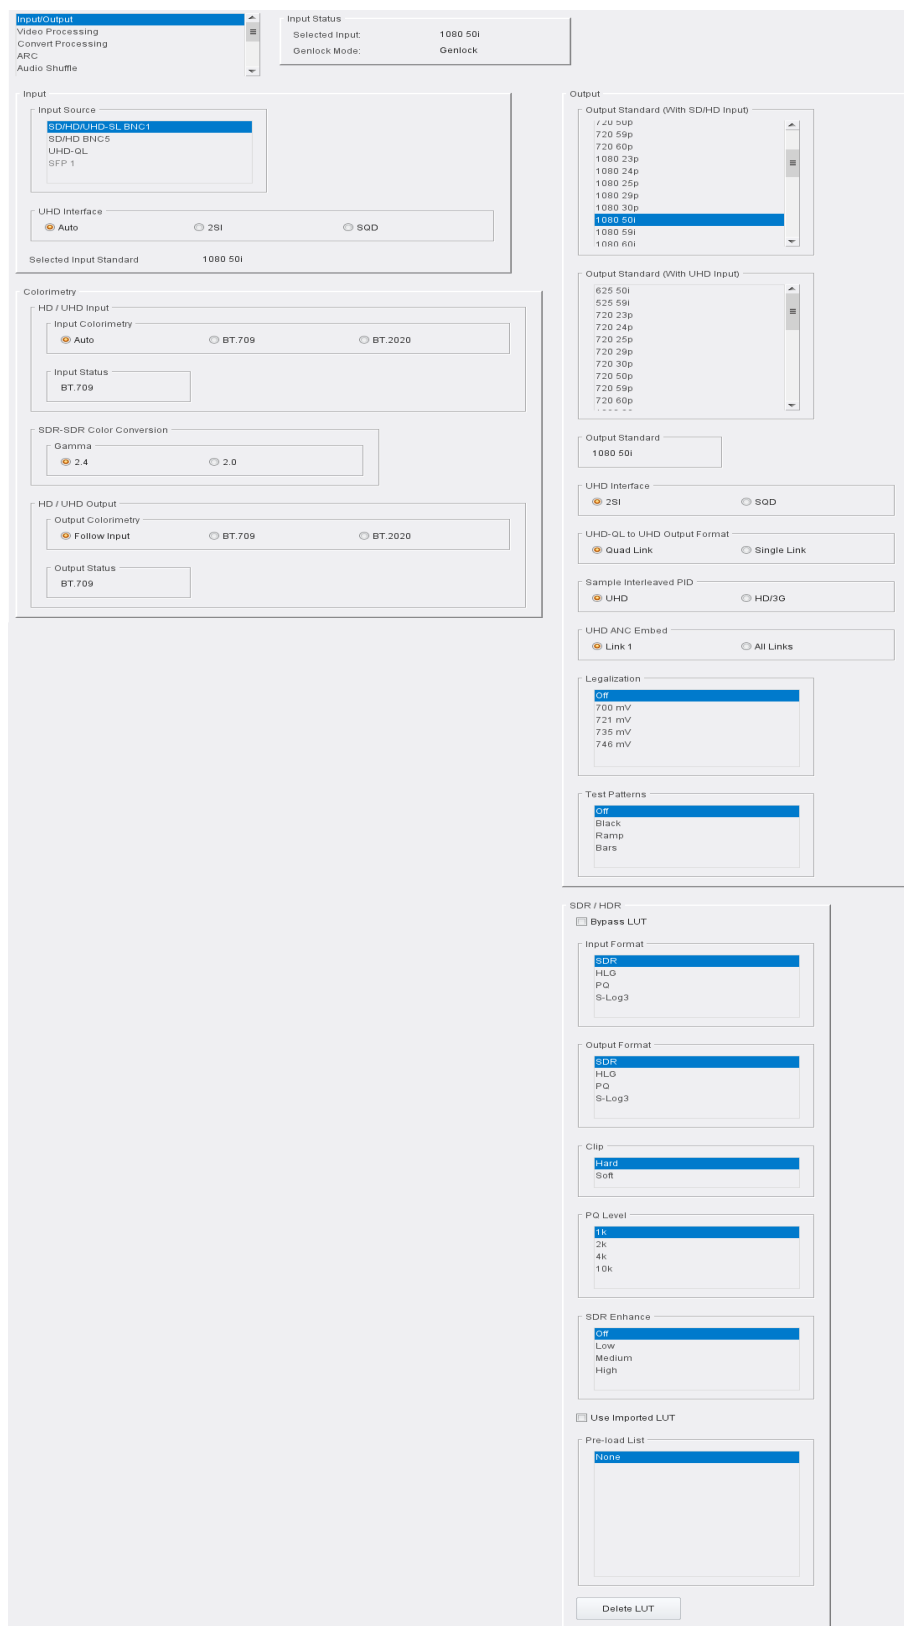 Input/Output
Video Processing
Convert Processing
ARC
Audio Shuffle
Input Status
Selected Input: 1080 50i
Genlock Mode: Genlock
Input
Input Source
SD/HD/UHD-SL BNC1
SD/HD BNC5
UHD-QL
SFP 1
UHD Interface
Auto 2SI SQD
Selected Input Standard 1080 50i
Colorimetry
HD / UHD Input
Input Colorimetry
Auto BT.709 BT.2020
Input Status
BT.709
SDR-SDR Color Conversion
Gamma
2.4 2.0
HD / UHD Output
Output Colorimetry
Follow Input BT.709 BT.2020
Output Status
BT.709
Output
Output Standard (With SD/HD Input)
720 50p
720 59p
720 60p
1080 23p
1080 24p
1080 25p
1080 29p
1080 30p
1080 50i
1080 59i
1080 60i
Output Standard (With UHD Input)
625 50i
525 59i
720 23p
720 24p
720 25p
720 29p
720 30p
720 50p
720 59p
720 60p
Output Standard
1080 50i
UHD Interface
2SI SQD
UHD-QL to UHD Output Format
Quad Link Single Link
Sample Interleaved PID
UHD HD/3G
UHD ANC Embed
Link 1 All Links
Legalization
Off
700 mV
721 mV
735 mV
746 mV
Test Patterns
Off
Black
Ramp
Bars
SDR / HDR
Bypass LUT
Input Format
SDR
HLG
PQ
S-Log3
Output Format
SDR
HLG
PQ
S-Log3
Clip
Hard
Soft
PQ Level
1k
2k
4k
10k
SDR Enhance
Off
Low
Medium
High
Use Imported LUT
Pre-load List
None
Delete LUT